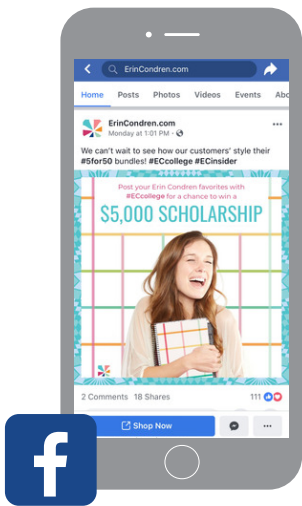 ErinCondren.com
Home Posts Photos Videos Events Abo
ErinCondren.com
Monday at 1:01 PM ·
We can't wait to see how our customers' style their
#5for50 bundles! #ECcollege #ECinsider
Post your Erin Condren favorites with
#ECcollege for a chance to win a
$5,000 SCHOLARSHIP
2 Comments 18 Shares 111
Shop Now
f